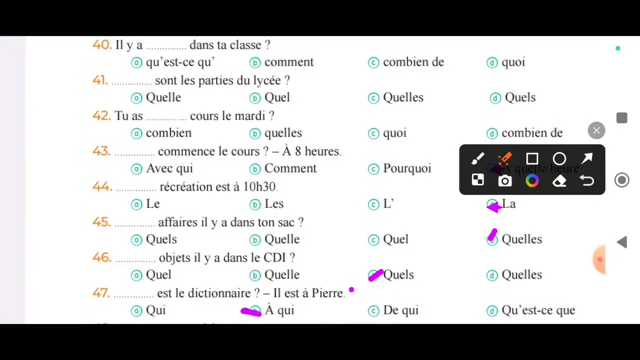 40. Il y a .............. dans ta classe ?
a qu'est-ce qu' b comment c combien de d quoi
41. .............. sont les parties du lycée ?
a Quelle b Quel c Quelles d Quels
42. Tu as .............. cours le mardi ?
a combien b quelles c quoi d combien de
43. .............. commence le cours ? – À 8 heures.
a Avec qui b Comment c Pourquoi À quelle heure
44. .............. récréation est à 10h30.
a Le b Les c L' La
45. .............. affaires il y a dans ton sac ?
a Quels b Quelle c Quel Quelles
46. .............. objets il y a dans le CDI ?
a Quel b Quelle Quels d Quelles
47. .............. est le dictionnaire ? – Il est à Pierre.
a Qui À qui c De qui d Qu'est-ce que